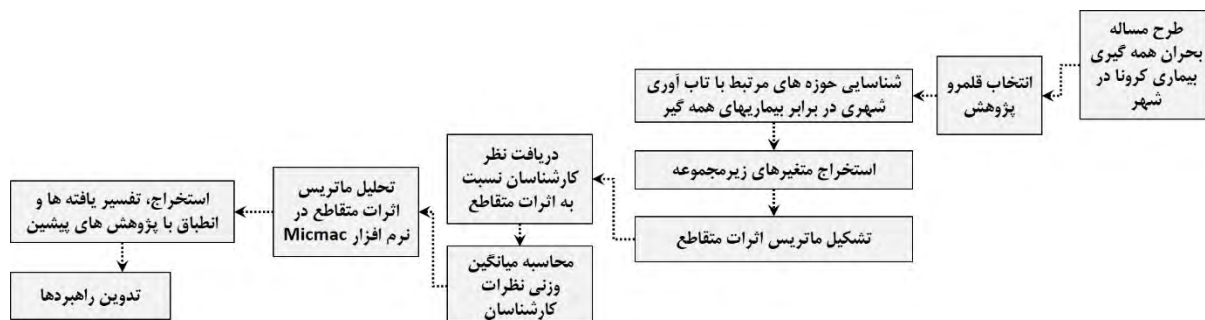 طرح مساله
بحران همه گیری
بیماری کرونا در
شهر
انتخاب قلمرو
پژوهش
شناسایی حوزه های مرتبط با تاب آوری
شهری در برابر بیماریهای همه گیر
استخراج متغیرهای زیرمجموعه
تشکیل ماتریس اثرات متقاطع
دریافت نظر
کارشناسان نسبت
به اثرات متقاطع
محاسبه میانگین
وزنی نظرات
کارشناسان
تحلیل ماتریس
اثرات متقاطع در
نرم افزار Micmac
استخراج، تفسیر یافته ها و
انطباق با پژوهش های پیشین
تدوین راهبردها